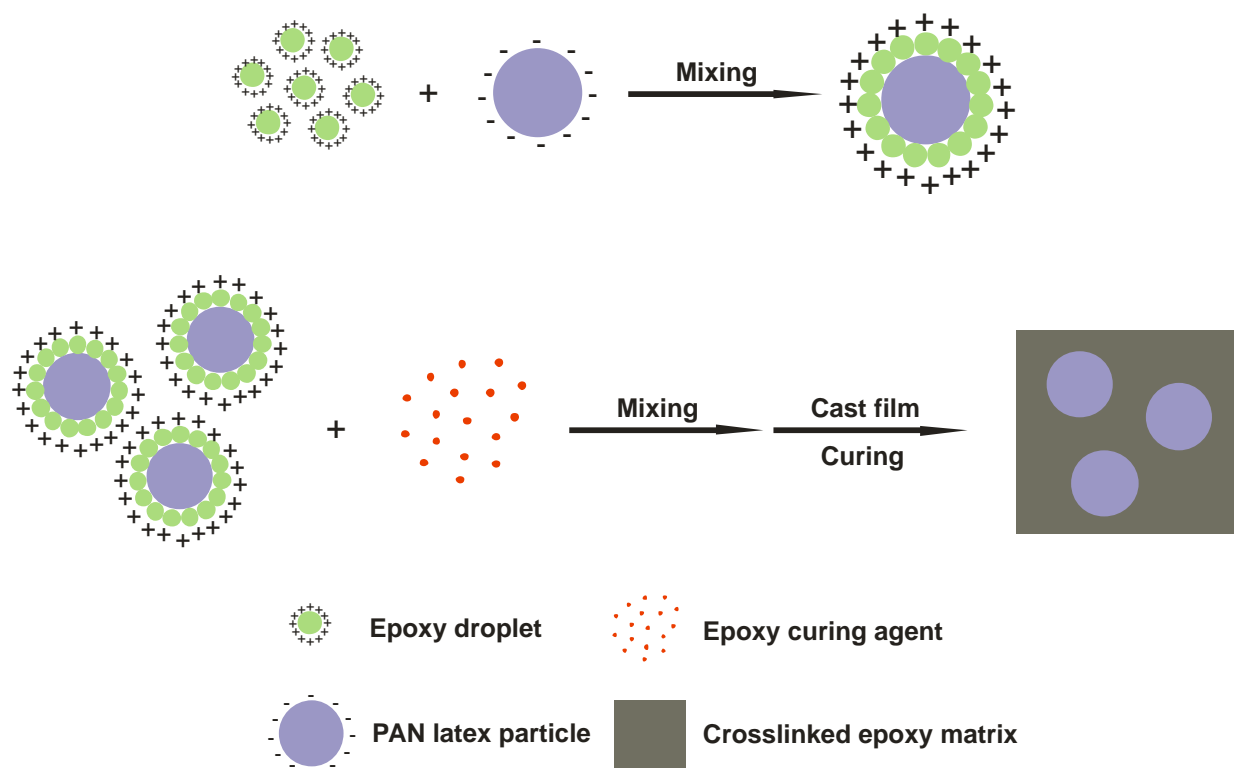 + Mixing
+ Mixing Cast film
Curing
Epoxy droplet Epoxy curing agent
PAN latex particle Crosslinked epoxy matrix